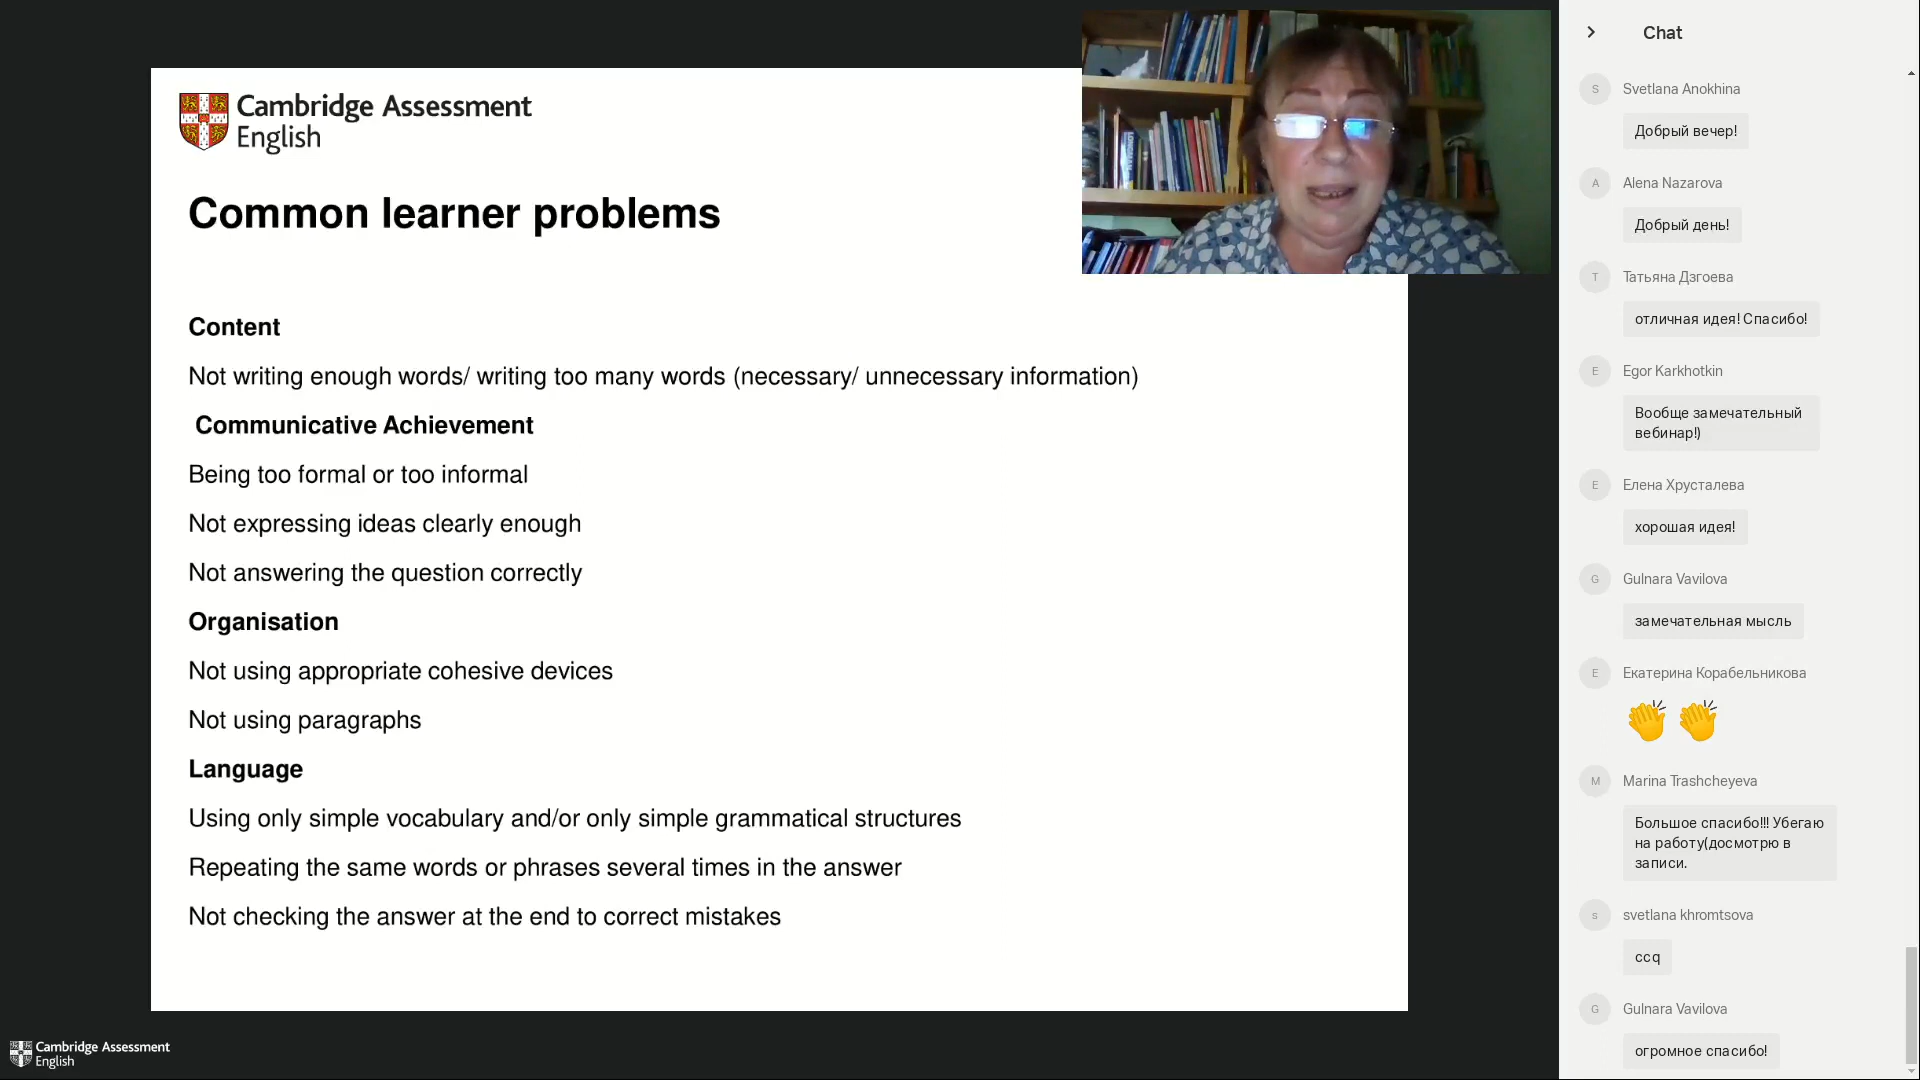 Cambridge Assessment
English
Common learner problems
Content
Not writing enough words/ writing too many words (necessary/ unnecessary information)
Communicative Achievement
Being too formal or too informal
Not expressing ideas clearly enough
Not answering the question correctly
Organisation
Not using appropriate cohesive devices
Not using paragraphs
Language
Using only simple vocabulary and/or only simple grammatical structures
Repeating the same words or phrases several times in the answer
Not checking the answer at the end to correct mistakes
Cambridge Assessment
English
Chat
S
Svetlana Anokhina
Добрый вечер!
A
Alena Nazarova
Добрый день!
Т
Татьяна Дзгоева
отличная идея! Спасибо!
E
Egor Karkhotkin
Вообще замечательный
вебинар!)
Е
Елена Хрусталева
хорошая идея!
G
Gulnara Vavilova
замечательная мысль
Е
Екатерина Корабельникова
M
Marina Trashcheyeva
Большое спасибо!!! Убегаю
на работу(досмотрю в
записи.
s
svetlana khromtsova
ccq
G
Gulnara Vavilova
огромное спасибо!